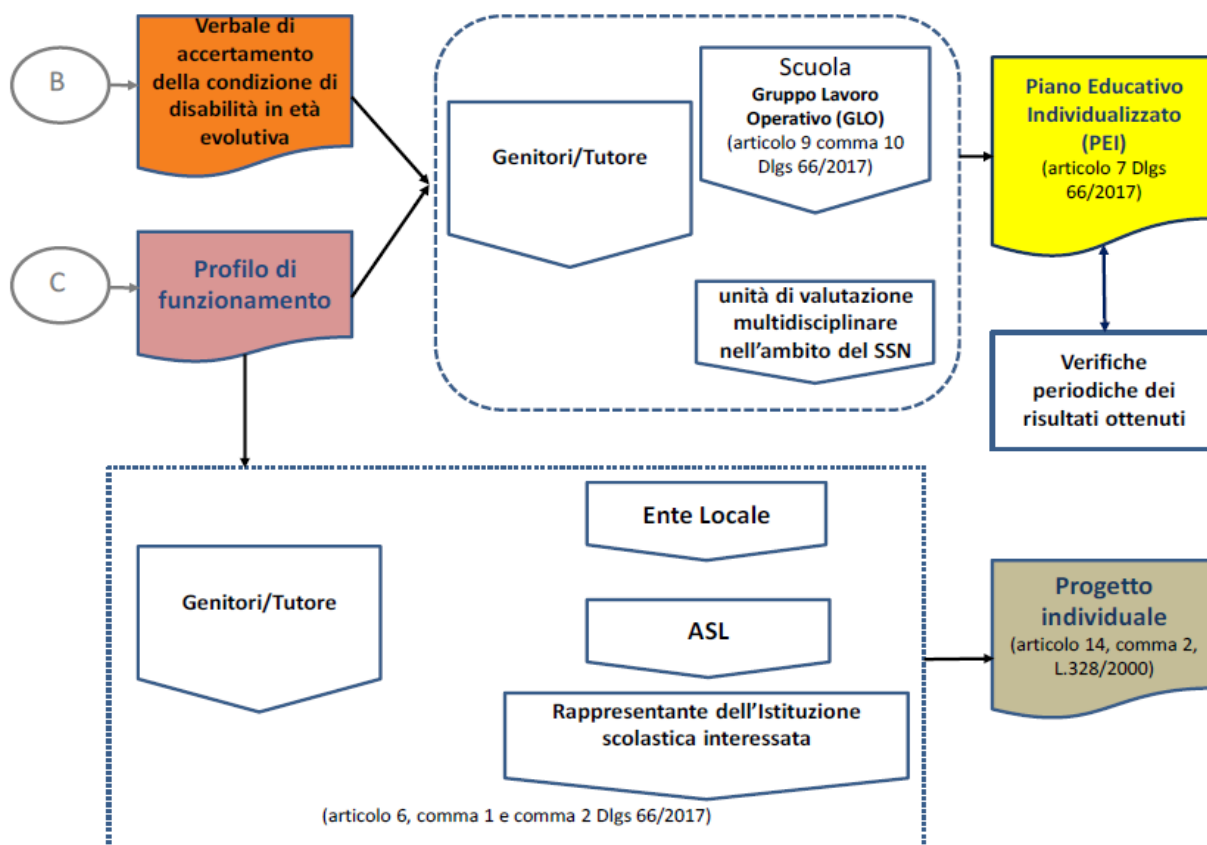 B
Verbale di
accertamento
della condizione di
disabilità in età
evolutiva
C
Profilo di
funzionamento
Genitori/Tutore
Scuola
Gruppo Lavoro
Operativo (GLO)
(articolo 9 comma 10
Dlgs 66/2017)
unità di valutazione
multidisciplinare
nell’ambito del SSN
Piano Educativo
Individualizzato
(PEI)
(articolo 7 Dlgs
66/2017)
Verifiche
periodiche dei
risultati ottenuti
Genitori/Tutore
Ente Locale
ASL
Rappresentante dell’Istituzione
scolastica interessata
(articolo 6, comma 1 e comma 2 Dlgs 66/2017)
Progetto
individuale
(articolo 14, comma 2,
L.328/2000)